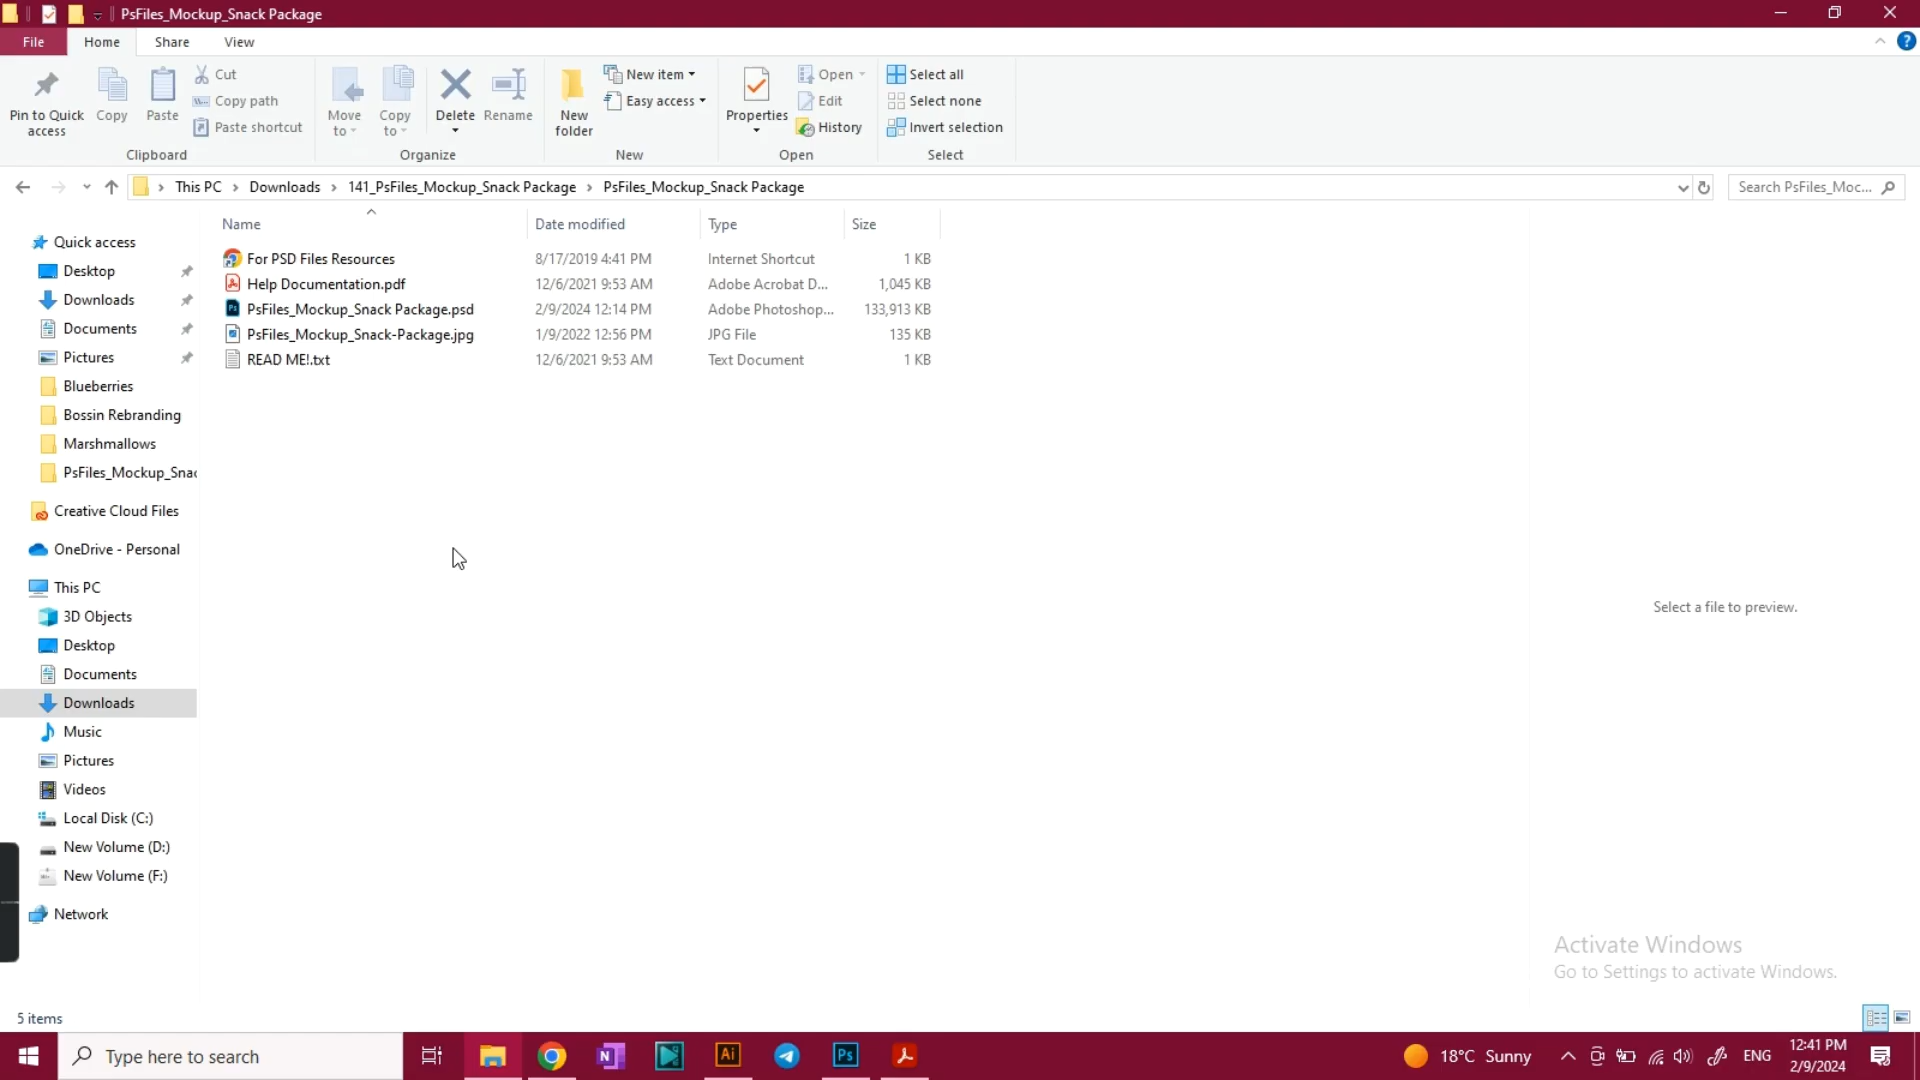 PsFiles_Mockup_Snack Package
File Home Share View
Pin to Quick access
Copy
Paste
Cut
Copy path
Paste shortcut
Clipboard
Move to
Copy to
Delete
Rename
Organize
New folder
New item
Easy access
New
Properties
Open
Edit
History
Open
Select all
Select none
Invert selection
Select
This PC > Downloads > 141_PsFiles_Mockup_Snack Package > PsFiles_Mockup_Snack Package
Search PsFiles_Moc...
Name Date modified Type Size
For PSD Files Resources 8/17/2019 4:41 PM Internet Shortcut 1 KB
Help Documentation.pdf 12/6/2021 9:53 AM Adobe Acrobat D... 1,045 KB
PsFiles_Mockup_Snack Package.psd 2/9/2024 12:14 PM Adobe Photoshop... 133,913 KB
PsFiles_Mockup_Snack-Package.jpg 1/9/2022 12:56 PM JPG File 135 KB
READ ME!.txt 12/6/2021 9:53 AM Text Document 1 KB
Quick access
Desktop
Downloads
Documents
Pictures
Blueberries
Bossin Rebranding
Marshmallows
PsFiles_Mockup_Snac
Creative Cloud Files
OneDrive - Personal
This PC
3D Objects
Desktop
Documents
Downloads
Music
Pictures
Videos
Local Disk (C:)
New Volume (D:)
New Volume (F:)
Network
Select a file to preview.
Activate Windows
Go to Settings to activate Windows.
5 items
Type here to search
N
Ai
Ps
18°C Sunny
ENG
12:41 PM
2/9/2024